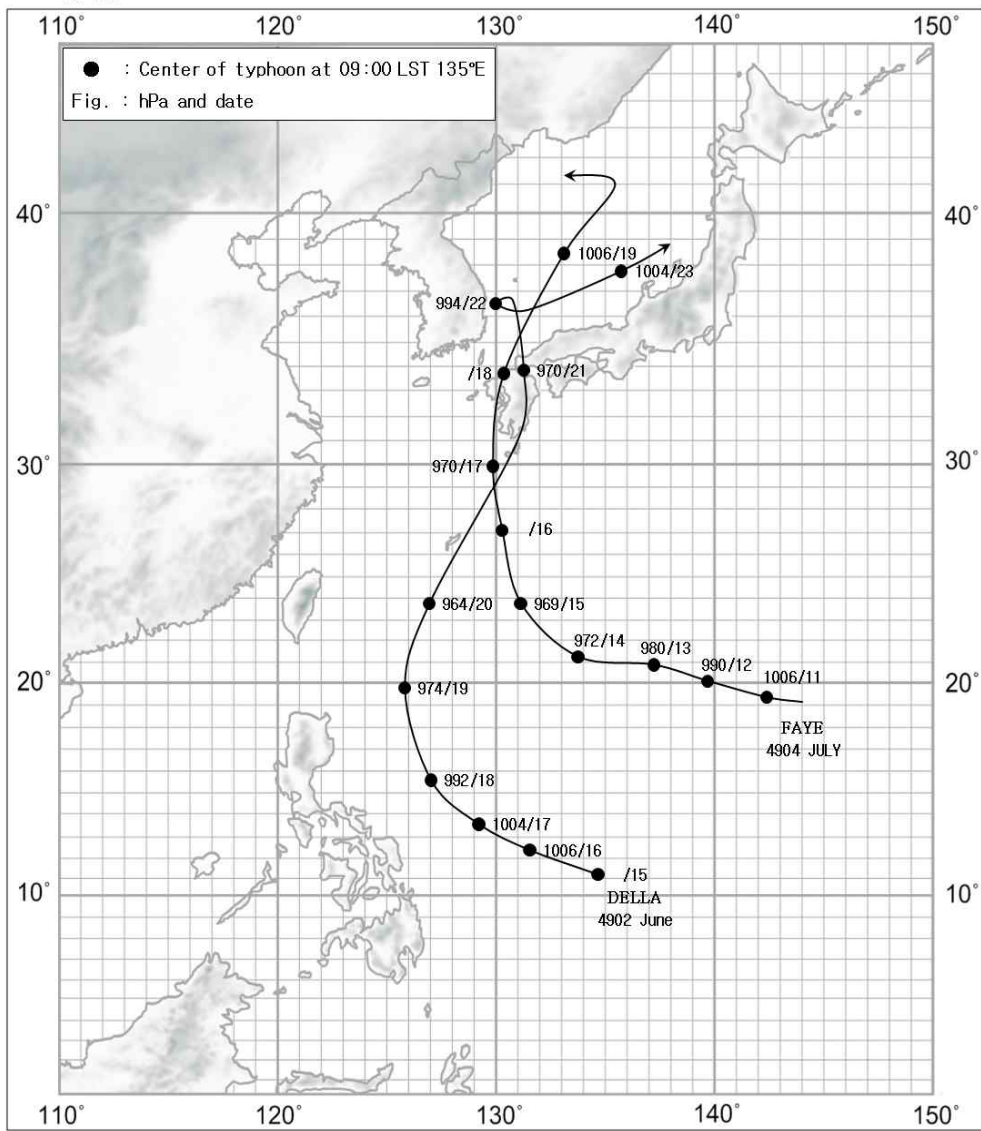 110° 120° 130° 140° 150°
● : Center of typhoon at 09:00 LST 135°E
Fig. : hPa and date
40° 40°
1006/19
1004/23
994/22
/18 970/21
30° 30°
970/17
/16
964/20 969/15
972/14
980/13
990/12
1006/11
20° 20°
974/19
FAYE
4904 JULY
992/18
1004/17
1006/16
/15
10° 10°
DELLA
4902 June
110° 120° 130° 140° 150°